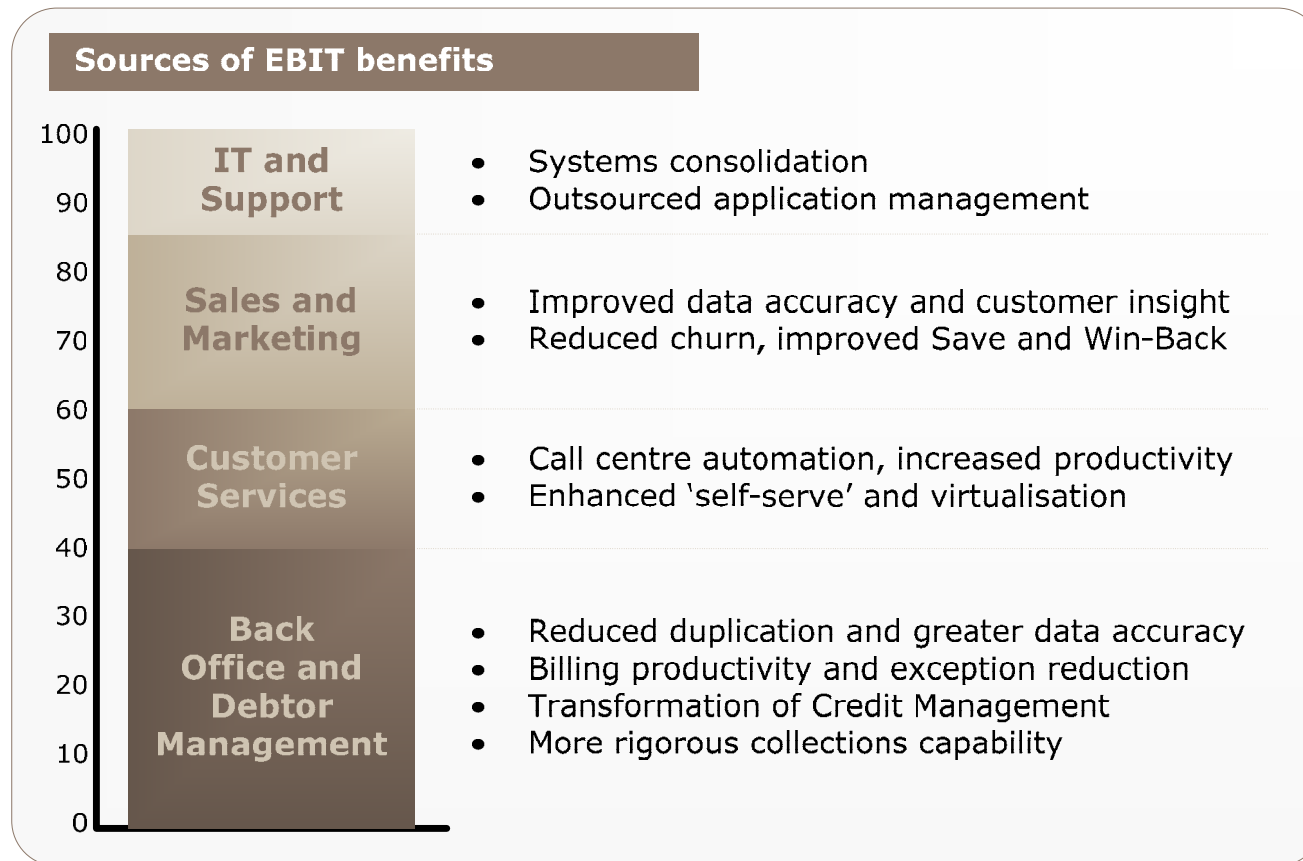 Sources of EBIT benefits
100
90
80
70
60
50
40
30
20
10
0
IT and
Support
• Systems consolidation
• Outsourced application management
Sales and
Marketing
• Improved data accuracy and customer insight
• Reduced churn, improved Save and Win-Back
Customer
Services
• Call centre automation, increased productivity
• Enhanced ‘self-serve’ and virtualisation
Back
Office and
Debtor
Management
• Reduced duplication and greater data accuracy
• Billing productivity and exception reduction
• Transformation of Credit Management
• More rigorous collections capability